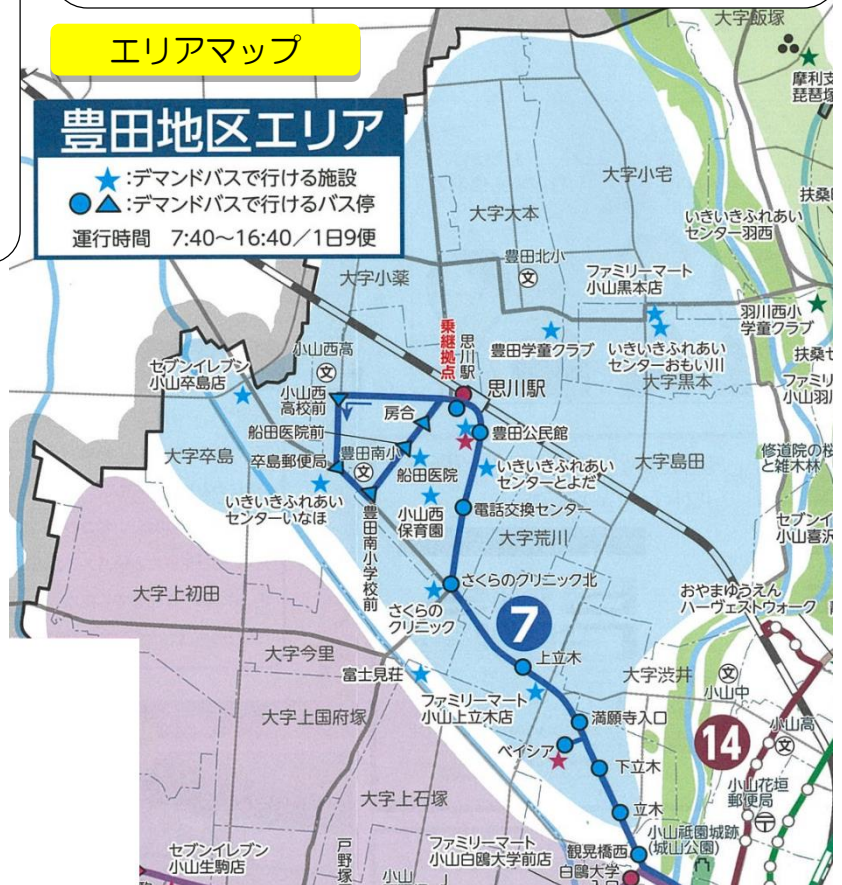 エリアマップ
豊田地区エリア
★:デマンドバスで行ける施設
●▲:デマンドバスで行けるバス停
運行時間 7:40～16:40／1日9便
大字飯塚
摩利支
琵琶塚
大字小宅
扶桑
大字大本
いきいきふれあい
センター羽西
豊田北小
文
大字小薬
ファミリーマート
小山黒本店
羽川西小
学童クラブ
乗継拠点
思川駅
小山西高
文
豊田学童クラブ
いきいきふれあい
センターおもい川
扶桑セ
セブンイレブン
小山卒島店
思川駅
大字黒本
ファミリ
小山羽川
小山西
高校前
房合
船田医院前
豊田公民館
豊田南小
文
大字卒島
卒島郵便局
船田医院
いきいきふれあい
センターとよだ
大字島田
修道院の桜
と雑木林
いきいきふれあい
センターいなほ
小山西
保育園
電話交換センター
豊田南小学校前
大字荒川
セブンイ
小山喜沢
さくらのクリニック北
大字上初田
おやまゆうえん
ハーヴェストウォーク
さくらの
クリニック
7
大字今里
上立木
大字渋井
富士見荘
文
小山中
ファミリーマート
小山上立木店
大字上国府塚
満願寺入口
14
小山高
文
ベイシア
下立木
小山花垣
郵便局
大字上石塚
立木
小山祇園城跡
(城山公園)
セブンイレブン
小山生駒店
戸野塚
小山
ファミリーマート
小山白鷗大学前店
観晃橋西
白鷗大学
入口